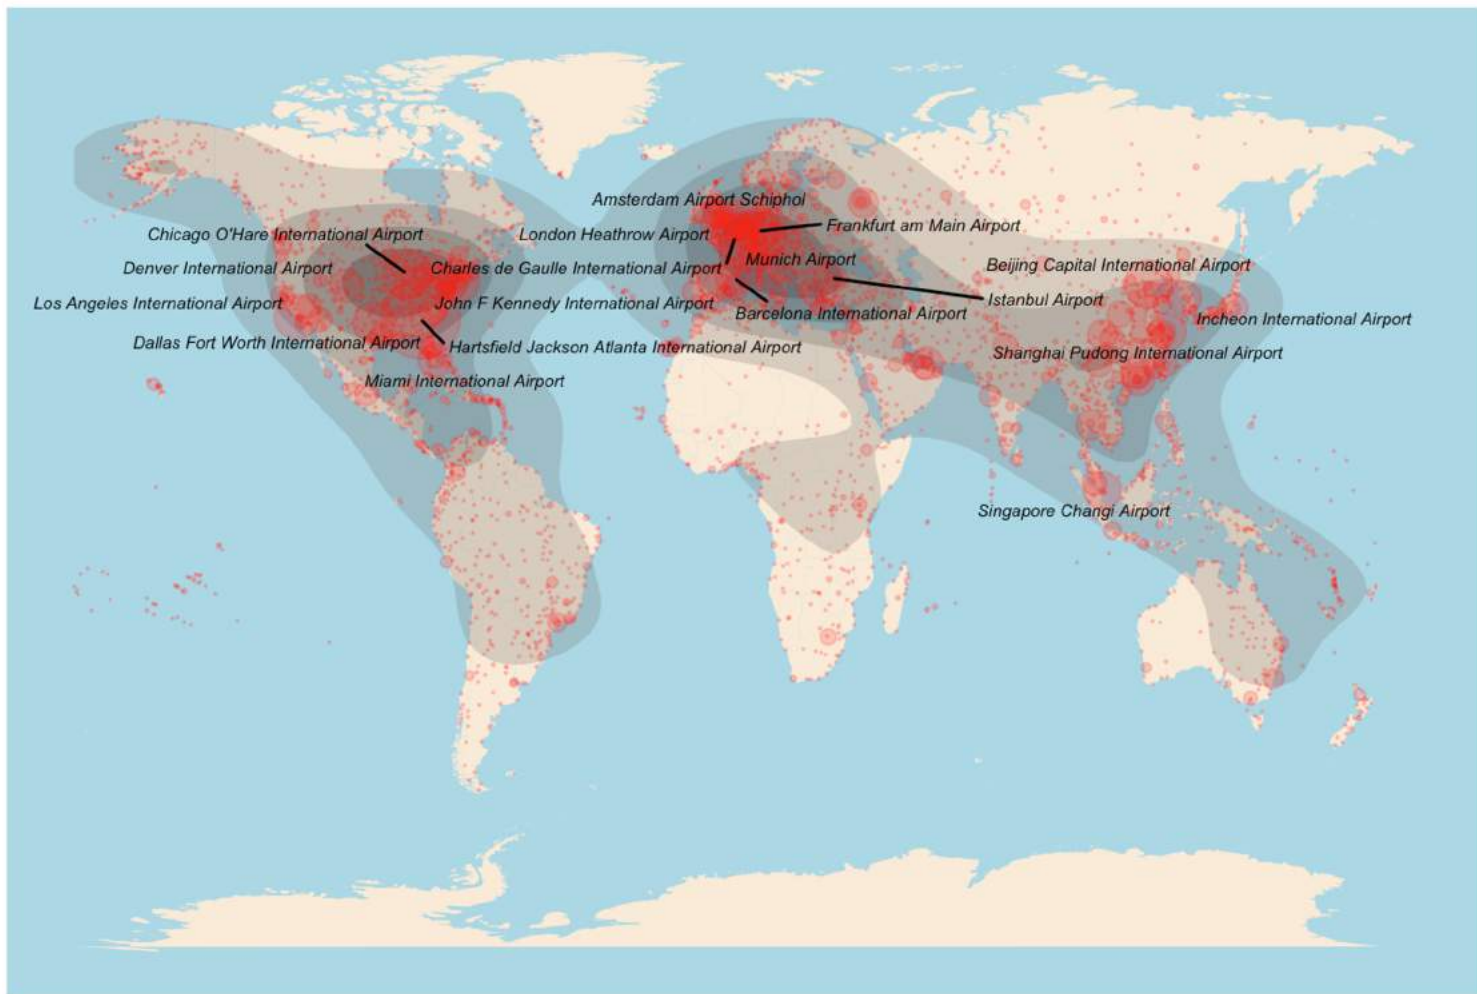 Amsterdam Airport Schiphol
Chicago O'Hare International Airport
London Heathrow Airport
Frankfurt am Main Airport
Denver International Airport
Charles de Gaulle International Airport
Munich Airport
Beijing Capital International Airport
Los Angeles International Airport
John F Kennedy International Airport
Barcelona International Airport
Istanbul Airport
Incheon International Airport
Dallas Fort Worth International Airport
Hartsfield Jackson Atlanta International Airport
Shanghai Pudong International Airport
Miami International Airport
Singapore Changi Airport